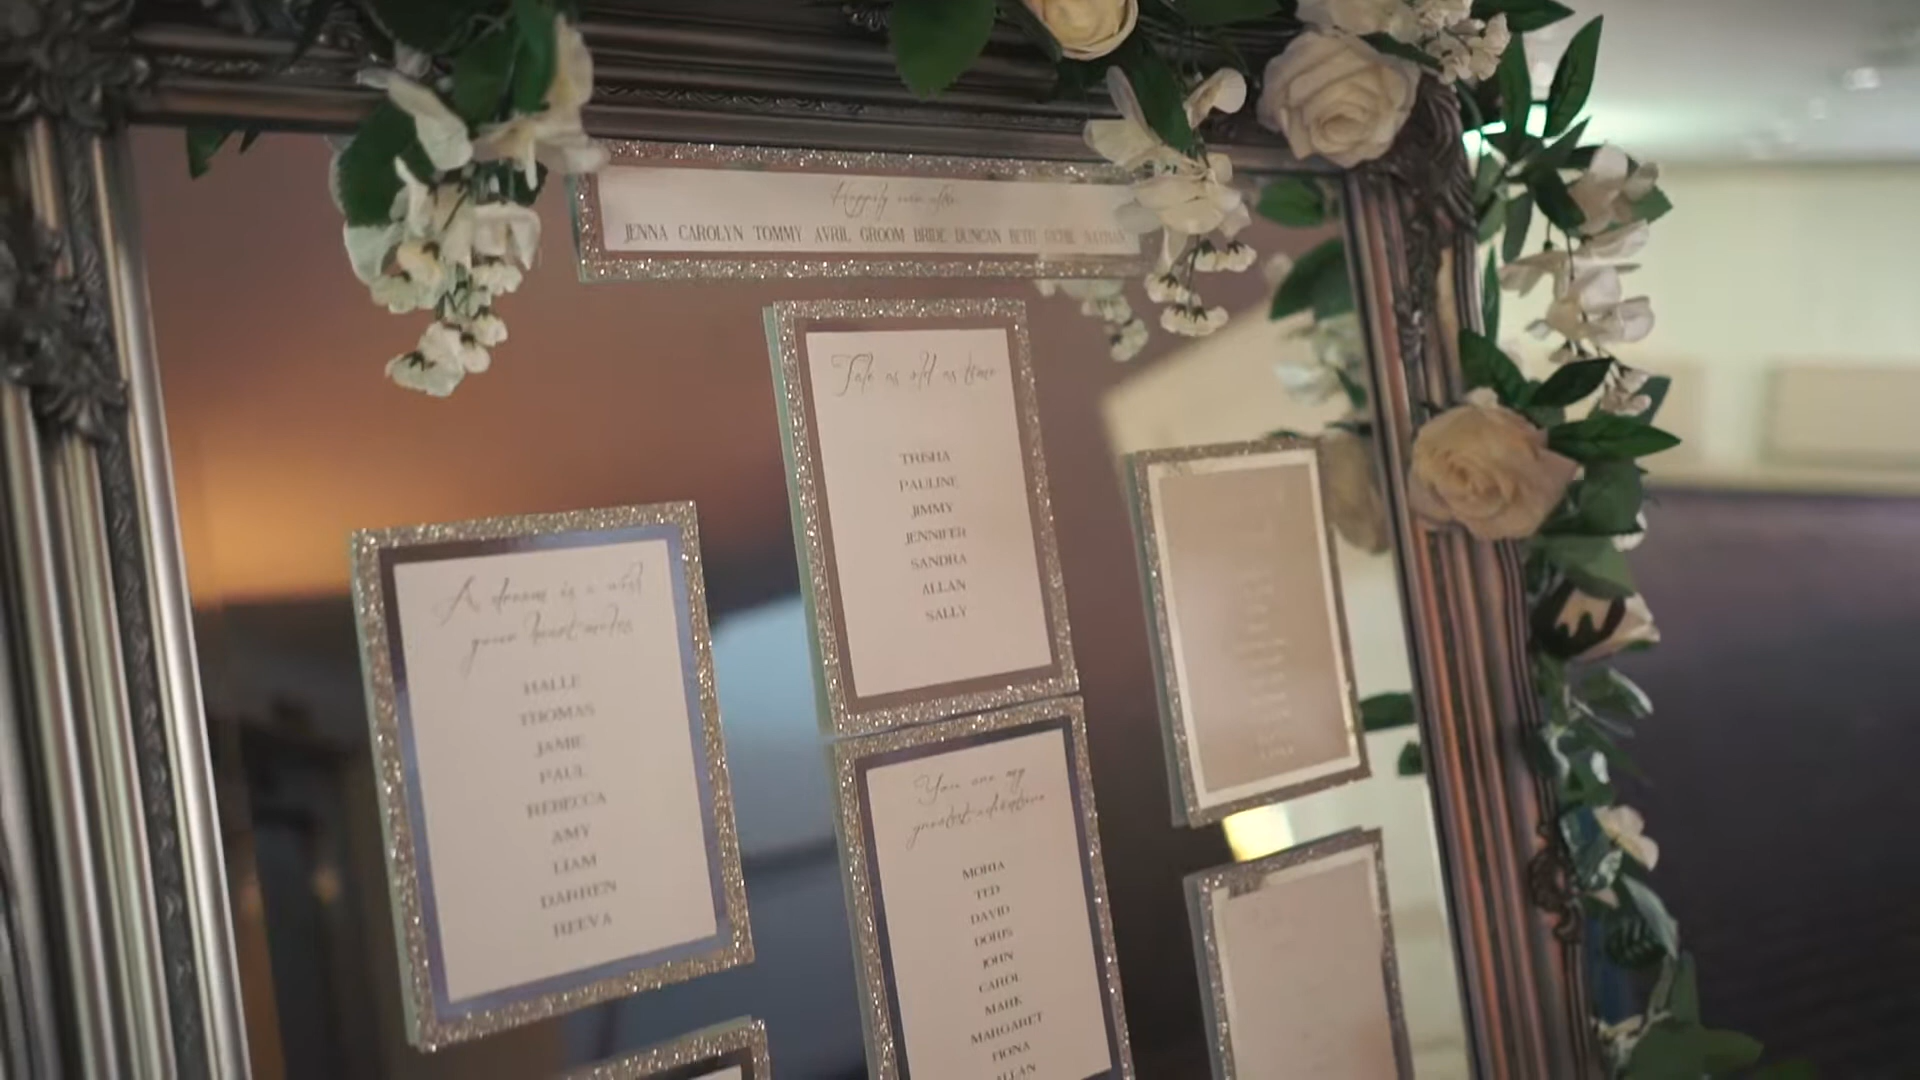 Happily ever after
JENNA CAROLYN TOMMY AVRIL GROOM BRIDE DUNCAN BETH
Tale as old as time
TRISHA
PAULINE
JIMMY
JENNIFER
SANDRA
ALLAN
SALLY
A dream is a wish
your heart makes
HALLE
THOMAS
JAMIE
PAUL
REBECCA
AMY
LIAM
DARREN
REEVA
You are my
greatest adventure
MORIA
TED
DAVID
DORIS
JOHN
CAROL
MARK
MARGARET
FIONA
ALLAN